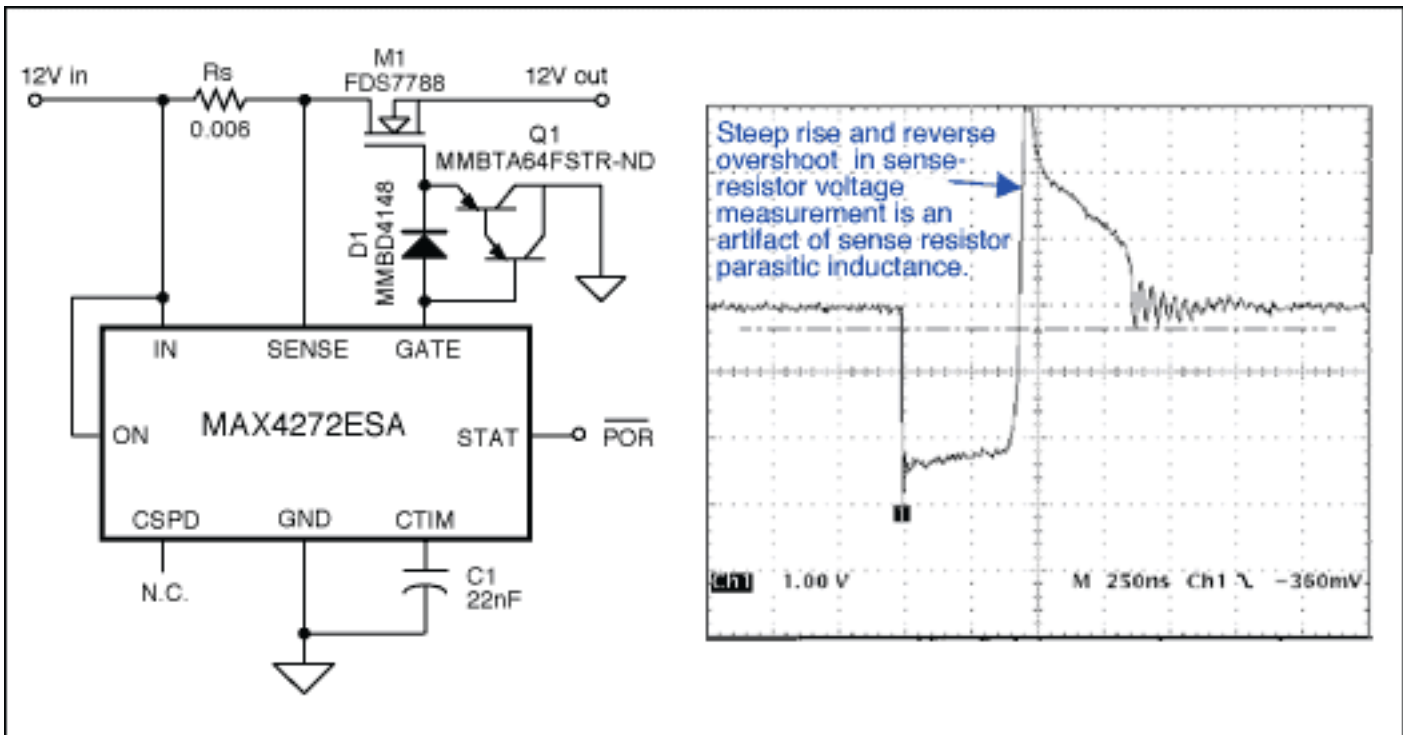 12V in
Rs
0.006
M1
FDS7788
12V out
Q1
MMBTA64FSTR-ND
D1
MMBD4148
IN
SENSE
GATE
ON
MAX4272ESA
STAT
POR
CSPD
GND
CTIM
N.C.
C1
22nF
Steep rise and reverse
overshoot in sense-
resistor voltage
measurement is an
artifact of sense resistor
parasitic inductance.
1
Ch1 1.00 V M 250ns Ch1 -360mV